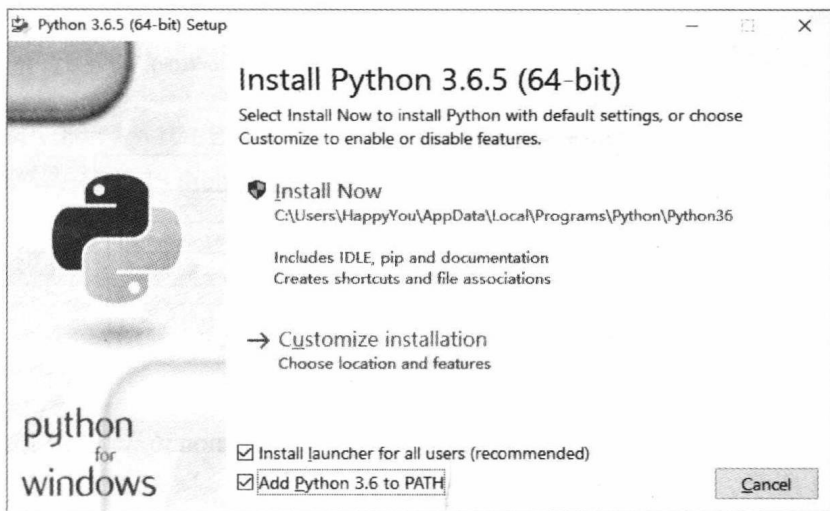 Python 3.6.5 (64-bit) Setup
Install Python 3.6.5 (64-bit)
Select Install Now to install Python with default settings, or choose
Customize to enable or disable features.
Install Now
C:\Users\HappyYou\AppData\Local\Programs\Python\Python36
Includes IDLE, pip and documentation
Creates shortcuts and file associations
Customize installation
Choose location and features
python
for
windows
Install launcher for all users (recommended)
Add Python 3.6 to PATH
Cancel